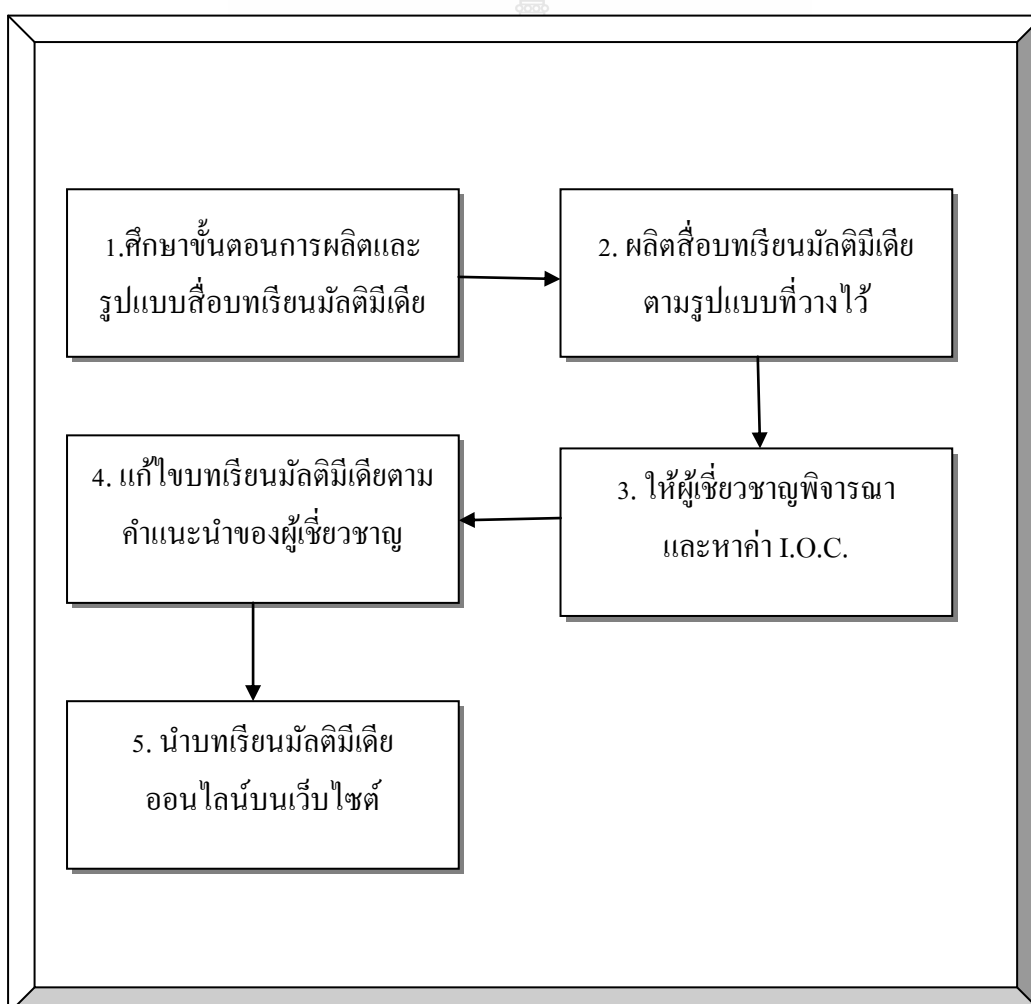 1.ศึกษาขั้นตอนการผลิตและ
รูปแบบสื่อบทเรียนมัลติมีเดีย
2. ผลิตสื่อบทเรียนมัลติมีเดีย
ตามรูปแบบที่วางไว้
3. ให้ผู้เชี่ยวชาญพิจารณา
และหาค่า I.O.C.
4. แก้ไขบทเรียนมัลติมีเดียตาม
คำแนะนำของผู้เชี่ยวชาญ
5. นำบทเรียนมัลติมีเดีย
ออนไลน์บนเว็บไซต์